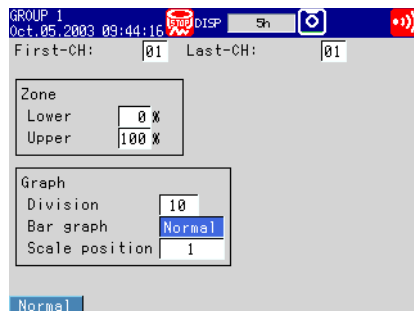 GROUP 1
Oct.05.2003 09:44:16 STOP DISP 5h
First-CH: 01 Last-CH: 01
Zone
Lower 0 %
Upper 100 %
Graph
Division 10
Bar graph Normal
Scale position 1
Normal